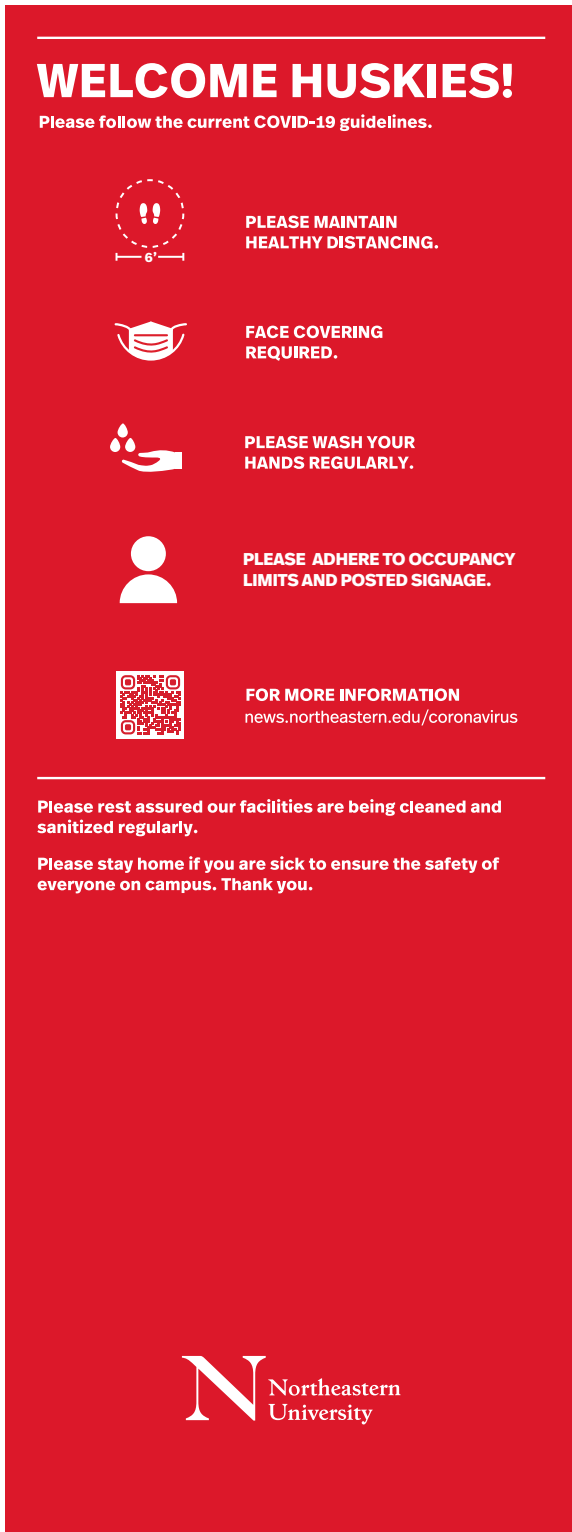 WELCOME HUSKIES!
Please follow the current COVID-19 guidelines.
6'
PLEASE MAINTAIN
HEALTHY DISTANCING.
FACE COVERING
REQUIRED.
PLEASE WASH YOUR
HANDS REGULARLY.
PLEASE ADHERE TO OCCUPANCY
LIMITS AND POSTED SIGNAGE.
FOR MORE INFORMATION
news.northeastern.edu/coronavirus
Please rest assured our facilities are being cleaned and
sanitized regularly.
Please stay home if you are sick to ensure the safety of
everyone on campus. Thank you.
N
Northeastern
University